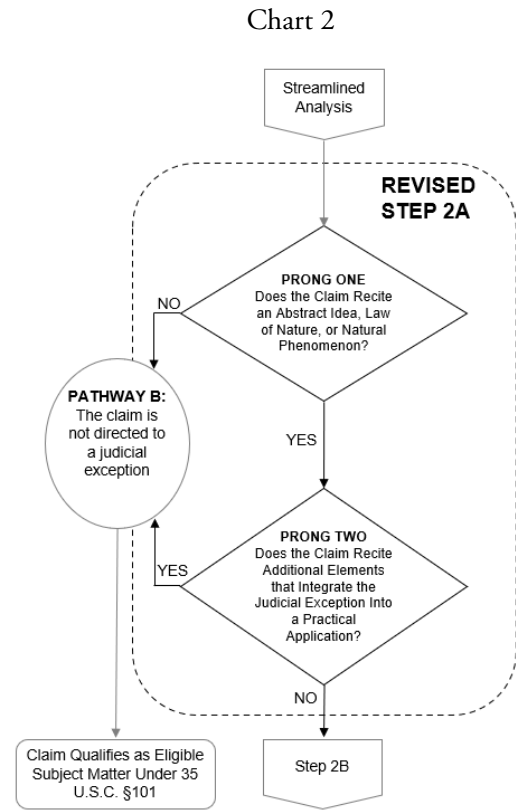 Chart 2
Streamlined
Analysis
REVISED
STEP 2A
PRONG ONE
Does the Claim Recite
an Abstract Idea, Law
of Nature, or Natural
Phenomenon?
NO
PATHWAY B:
The claim is
not directed to
a judicial
exception
YES
PRONG TWO
Does the Claim Recite
Additional Elements
that Integrate the
Judicial Exception Into
a Practical
Application?
YES
NO
Claim Qualifies as Eligible
Subject Matter Under 35
U.S.C. §101
Step 2B